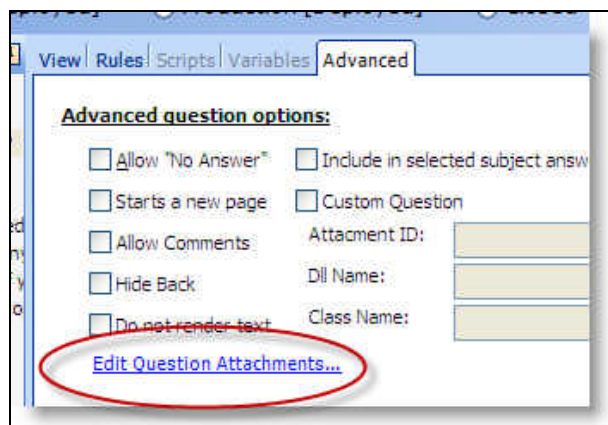 View Rules Scripts Variables Advanced
Advanced question options:
Allow "No Answer" Include in selected subject answ
Starts a new page Custom Question
Allow Comments Attacment ID:
Hide Back Dll Name:
Do not render text Class Name:
Edit Question Attachments...